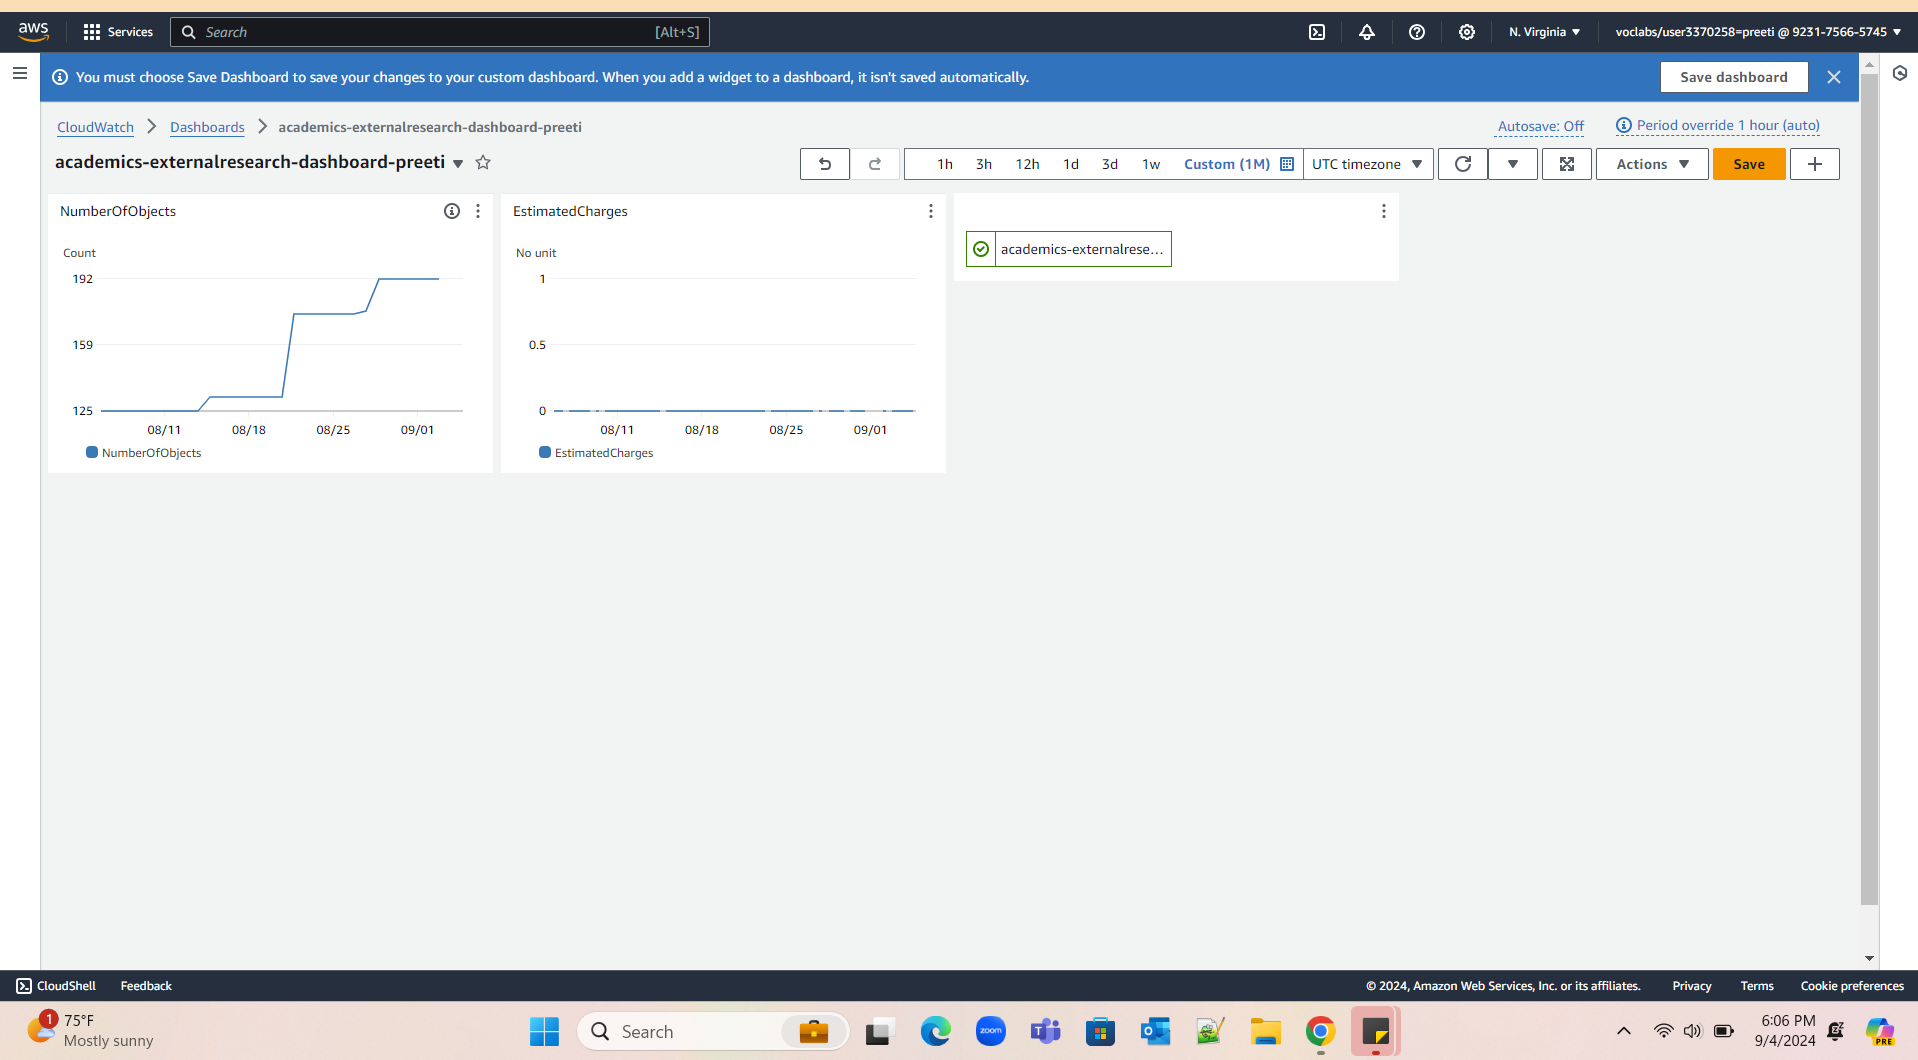 aws
Services
Search
[Alt+S]
N. Virginia
voclabs/user3370258=preeti @ 9231-7566-5745
You must choose Save Dashboard to save your changes to your custom dashboard. When you add a widget to a dashboard, it isn't saved automatically.
Save dashboard
CloudWatch
Dashboards
academics-externalresearch-dashboard-preeti
Autosave: Off
Period override 1 hour (auto)
academics-externalresearch-dashboard-preeti
1h
3h
12h
1d
3d
1w
Custom (1M)
UTC timezone
Actions
Save
NumberOfObjects
Count
192
159
125
08/11
08/18
08/25
09/01
NumberOfObjects
EstimatedCharges
No unit
1
0.5
0
08/11
08/18
08/25
09/01
EstimatedCharges
academics-externalrese...
CloudShell
Feedback
© 2024, Amazon Web Services, Inc. or its affiliates.
Privacy
Terms
Cookie preferences
1
75°F
Mostly sunny
Search
zoom
PRE
6:06 PM
9/4/2024